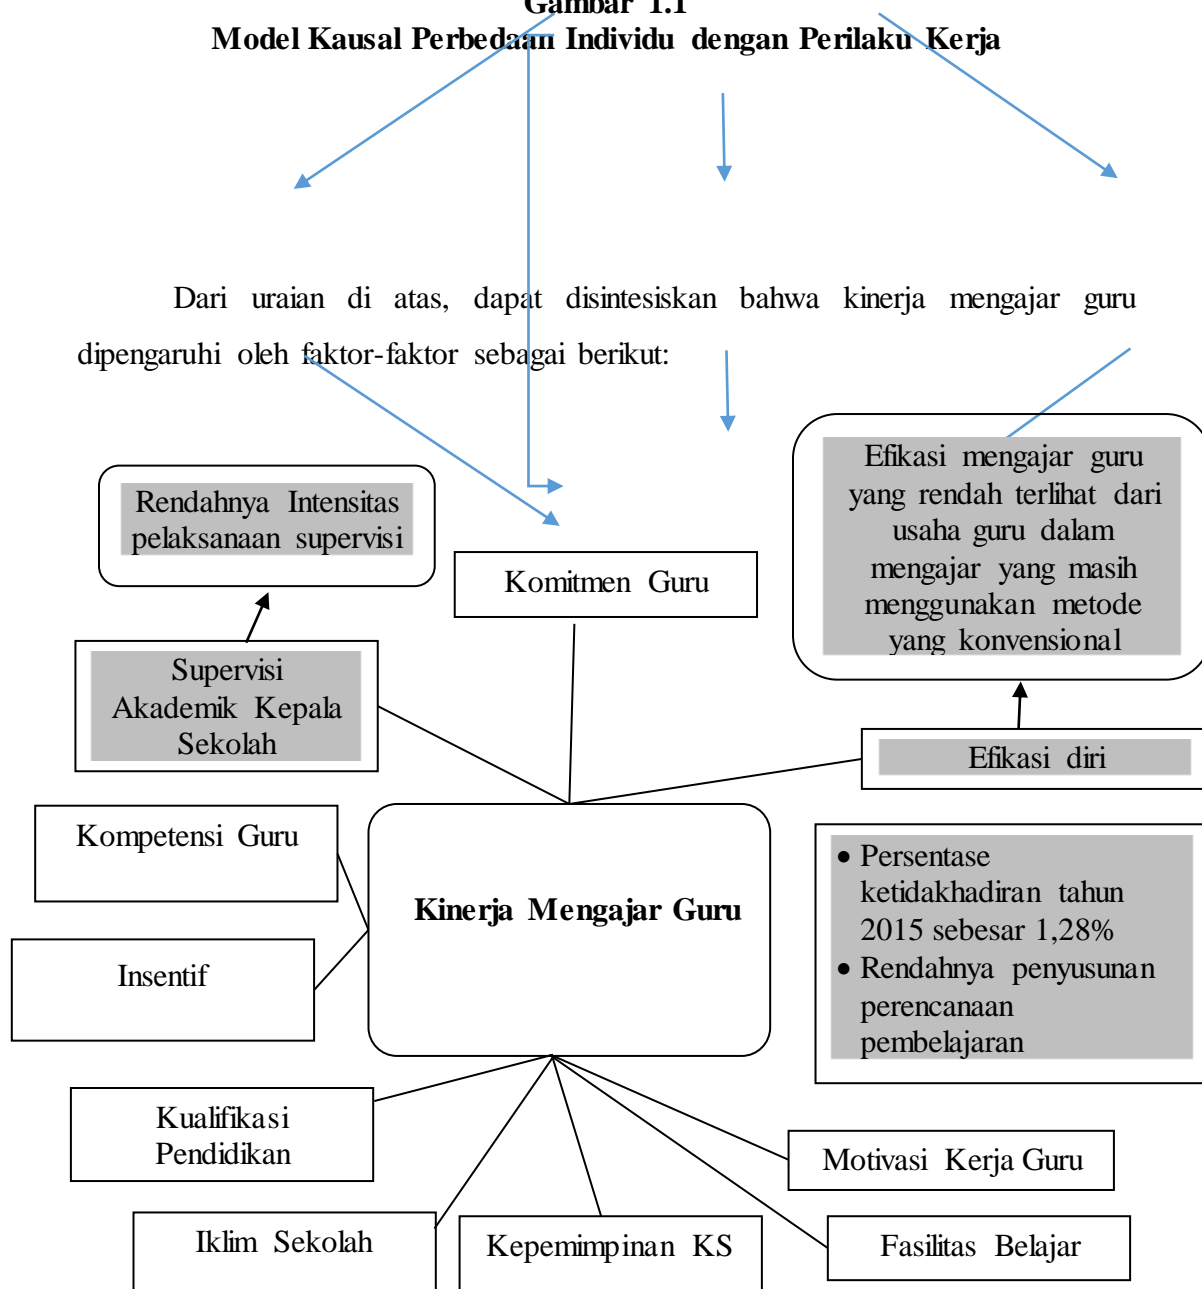 Gambar 1.1
Model Kausal Perbedaan Individu dengan Perilaku Kerja
Dari uraian di atas, dapat disintesiskan bahwa kinerja mengajar guru
dipengaruhi oleh faktor-faktor sebagai berikut:
Efikasi mengajar guru
yang rendah terlihat dari
usaha guru dalam
mengajar yang masih
menggunakan metode
yang konvensional
Rendahnya Intensitas
pelaksanaan supervisi
Komitmen Guru
Supervisi
Akademik Kepala
Sekolah
Efikasi diri
Kompetensi Guru
Kinerja Mengajar Guru
• Persentase
ketidakhadiran tahun
2015 sebesar 1,28%
• Rendahnya penyusunan
perencanaan
pembelajaran
Insentif
Kualifikasi
Pendidikan
Motivasi Kerja Guru
Iklim Sekolah
Kepemimpinan KS
Fasilitas Belajar